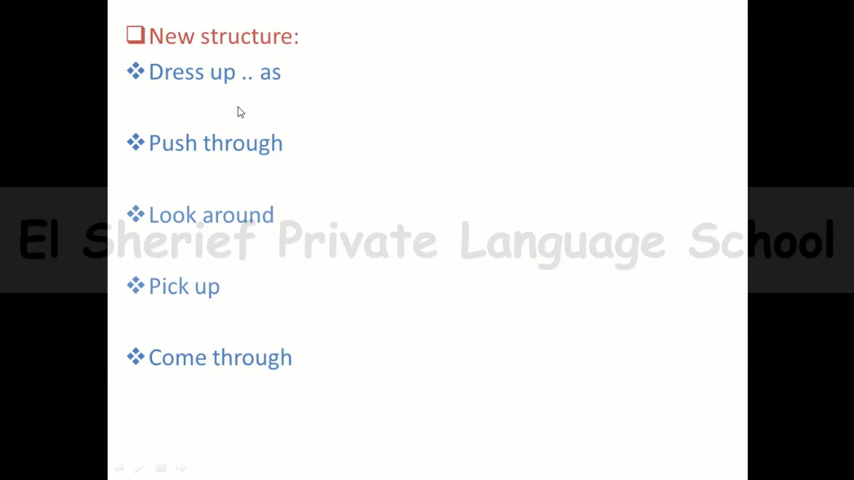 New structure:
Dress up .. as
Push through
Look around
El Sherief Private Language School
Pick up
Come through